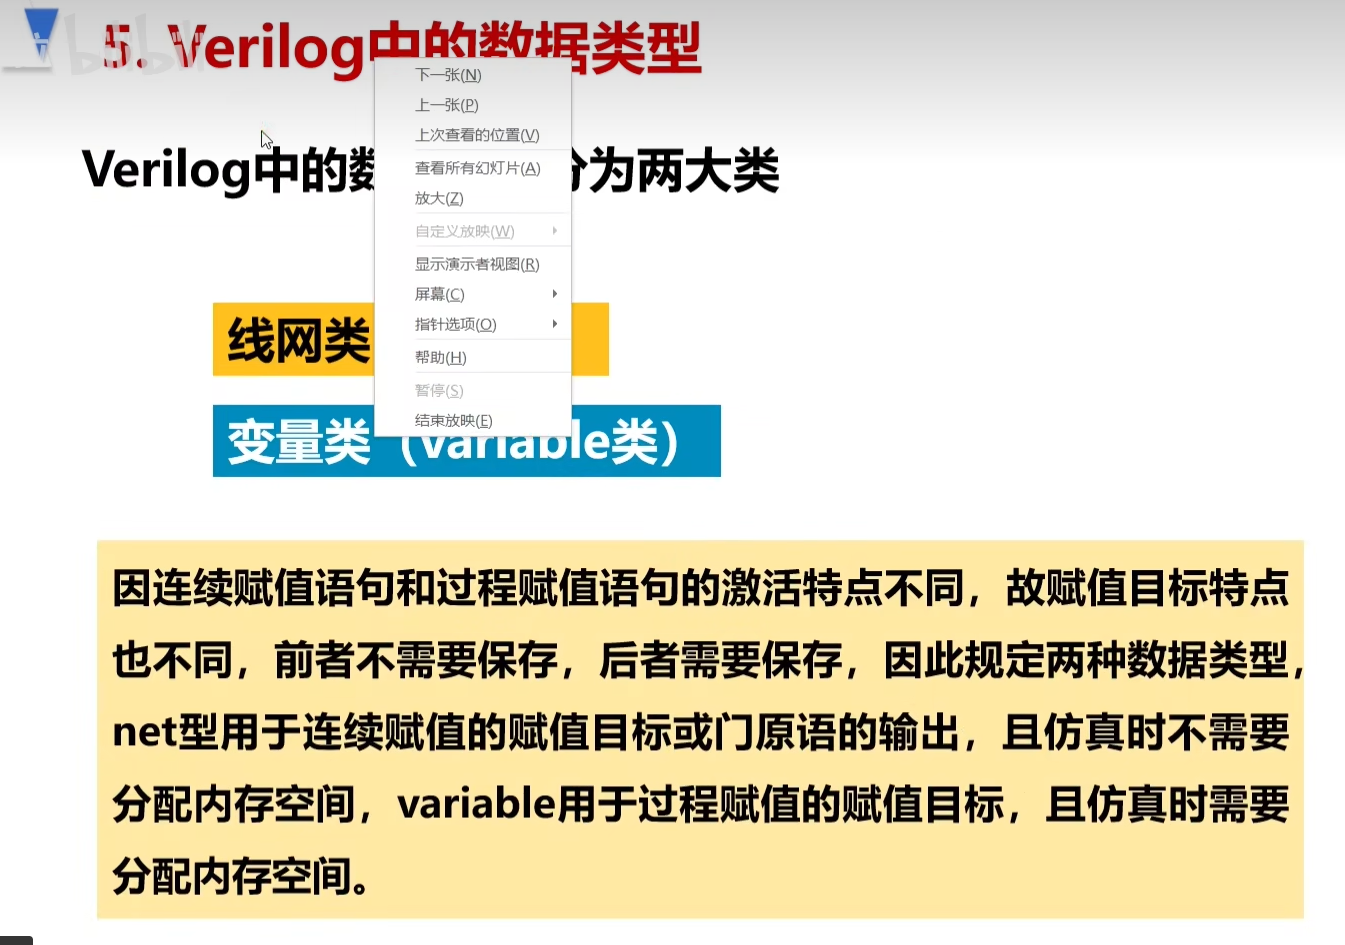 5. Verilog中的数据类型
下一张(N)
上一张(P)
上次查看的位置(V)
Verilog中的数 分为两大类
查看所有幻灯片(A)
放大(Z)
自定义放映(W)
显示演示者视图(R)
屏幕(C)
指针选项(O)
线网类
帮助(H)
暂停(S)
结束放映(E)
变量类（variable类）
因连续赋值语句和过程赋值语句的激活特点不同，故赋值目标特点
也不同，前者不需要保存，后者需要保存，因此规定两种数据类型，
net型用于连续赋值的赋值目标或门原语的输出，且仿真时不需要
分配内存空间，variable用于过程赋值的赋值目标，且仿真时需要
分配内存空间。